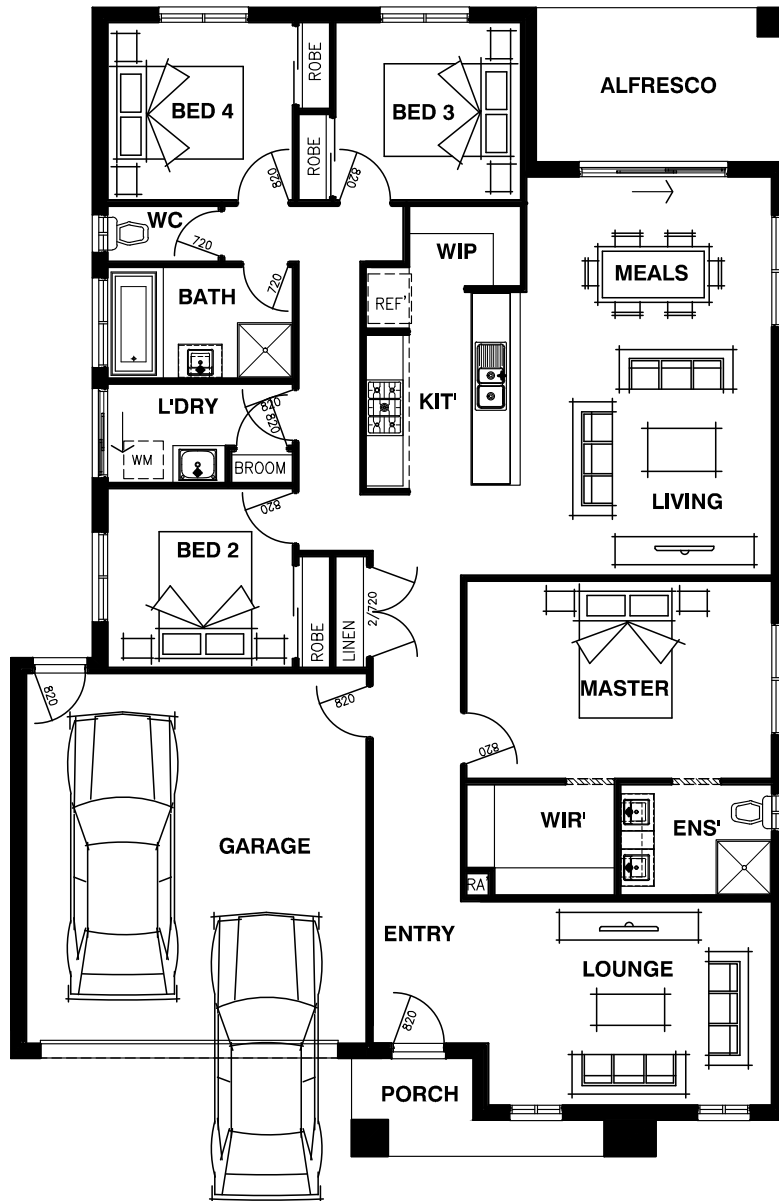 ROBE
ALFRESCO
BED 4
BED 3
ROBE
820
820
WC
720
WIP
MEALS
BATH
720
REF'
L'DRY
820
820
KIT'
WM
BROOM
LIVING
820
BED 2
2/720
ROBE
LINEN
MASTER
820
820
820
WIR'
ENS'
GARAGE
RA'
ENTRY
LOUNGE
820
PORCH